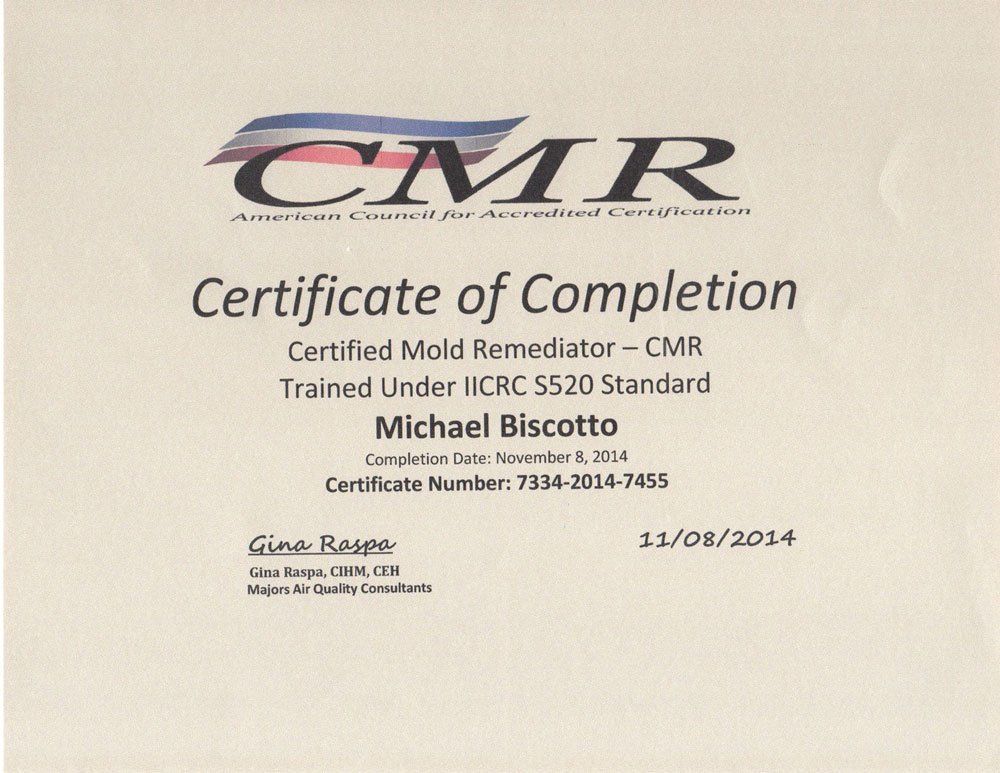 CMR
American Council for Accredited Certification
Certificate of Completion
Certified Mold Remediator – CMR
Trained Under IICRC S520 Standard
Michael Biscotto
Completion Date: November 8, 2014
Certificate Number: 7334-2014-7455
Gina Raspa
11/08/2014
Gina Raspa, CIHM, CEH
Majors Air Quality Consultants